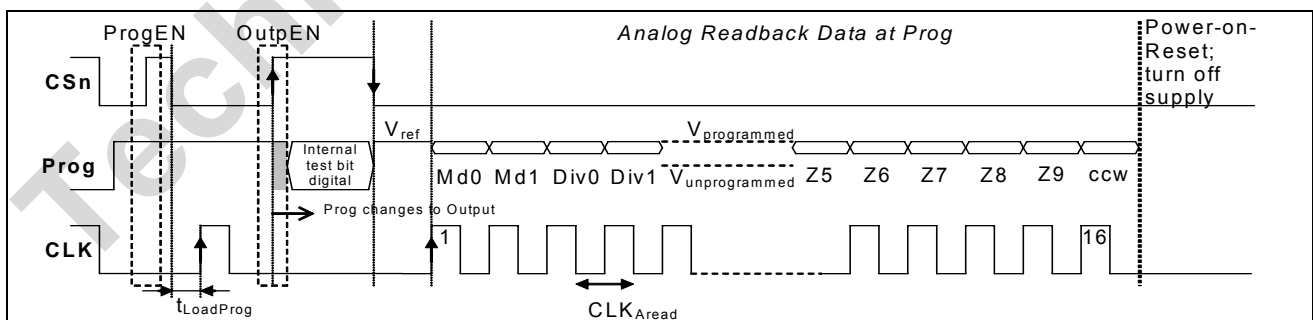 ProgEN
OutpEN
Analog Readback Data at Prog
Power-on-
Reset;
turn off
supply
CSn
Vref
Vprogrammed
Prog
Internal
test bit
digital
Md0 Md1 Div0 Div1 Vunprogrammed Z5 Z6 Z7 Z8 Z9 ccw
Prog changes to Output
CLK
1
16
tLoadProg
CLKAread
Tech